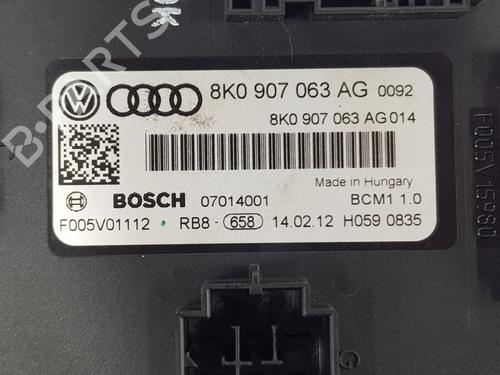 OK
8K0 907 063 AG 0092
8K0 907 063 AG 014
Made in Hungary
BOSCH 07014001 BCM1 1.0
F005V01112 RB8 - 658 14.02.12 H059 0835
F005V15980
G
B-PARTS